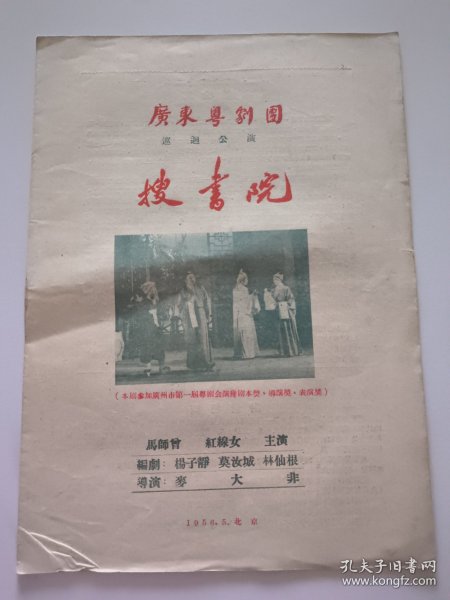 廣東粵劇團
巡迴公演
搜書院
(本劇參加廣州市第一屆粵劇會演獲劇本獎·導演獎·表演獎)
馬師曾 紅線女 主演
編劇：楊子靜 莫汝城 林仙根
導演：麥大非
1956.5.北京
孔夫子旧书网
www.kongfz.com